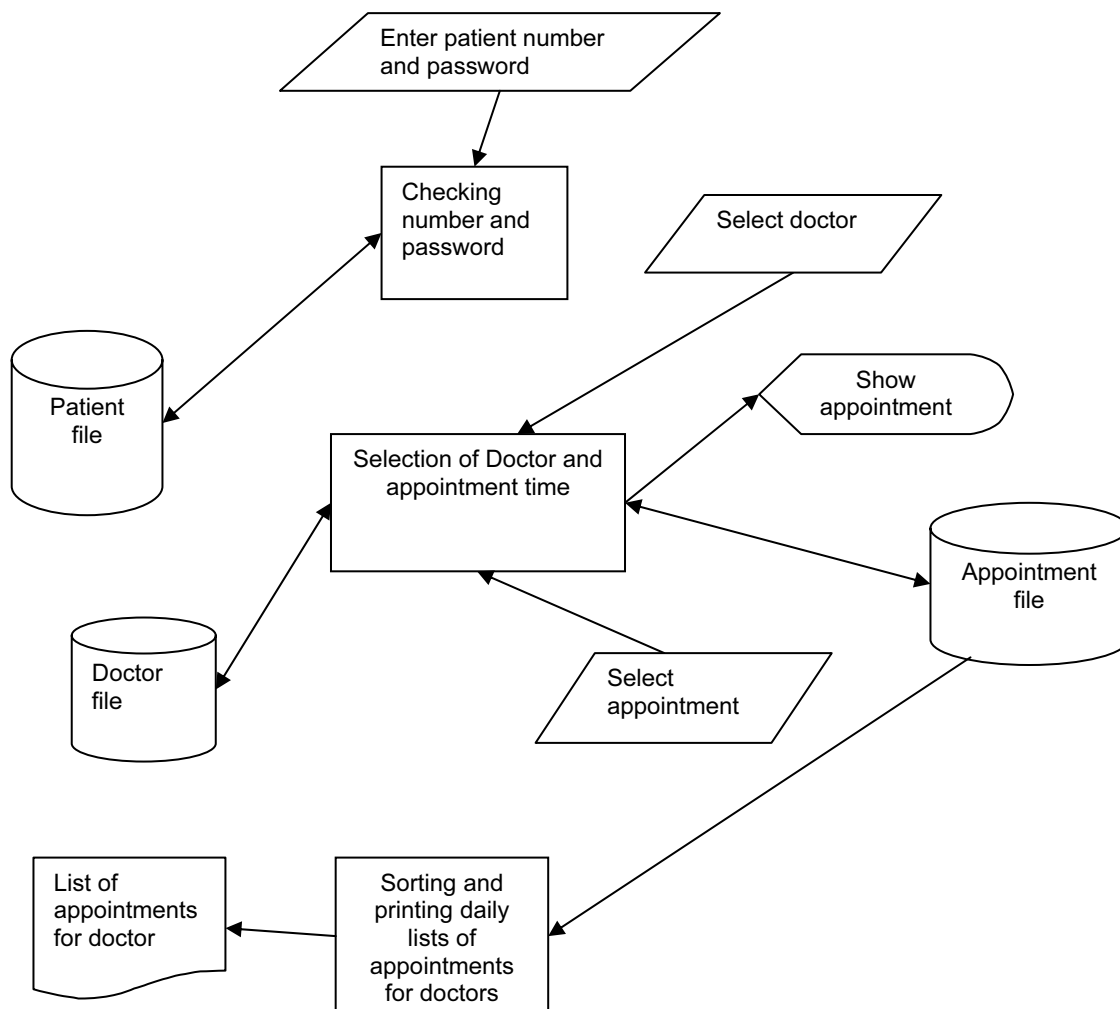 Enter patient number
and password
Checking
number and
password
Select doctor
Show
appointment
Patient
file
Selection of Doctor and
appointment time
Appointment
file
Doctor
file
Select
appointment
List of
appointments
for doctor
Sorting and
printing daily
lists of
appointments
for doctors